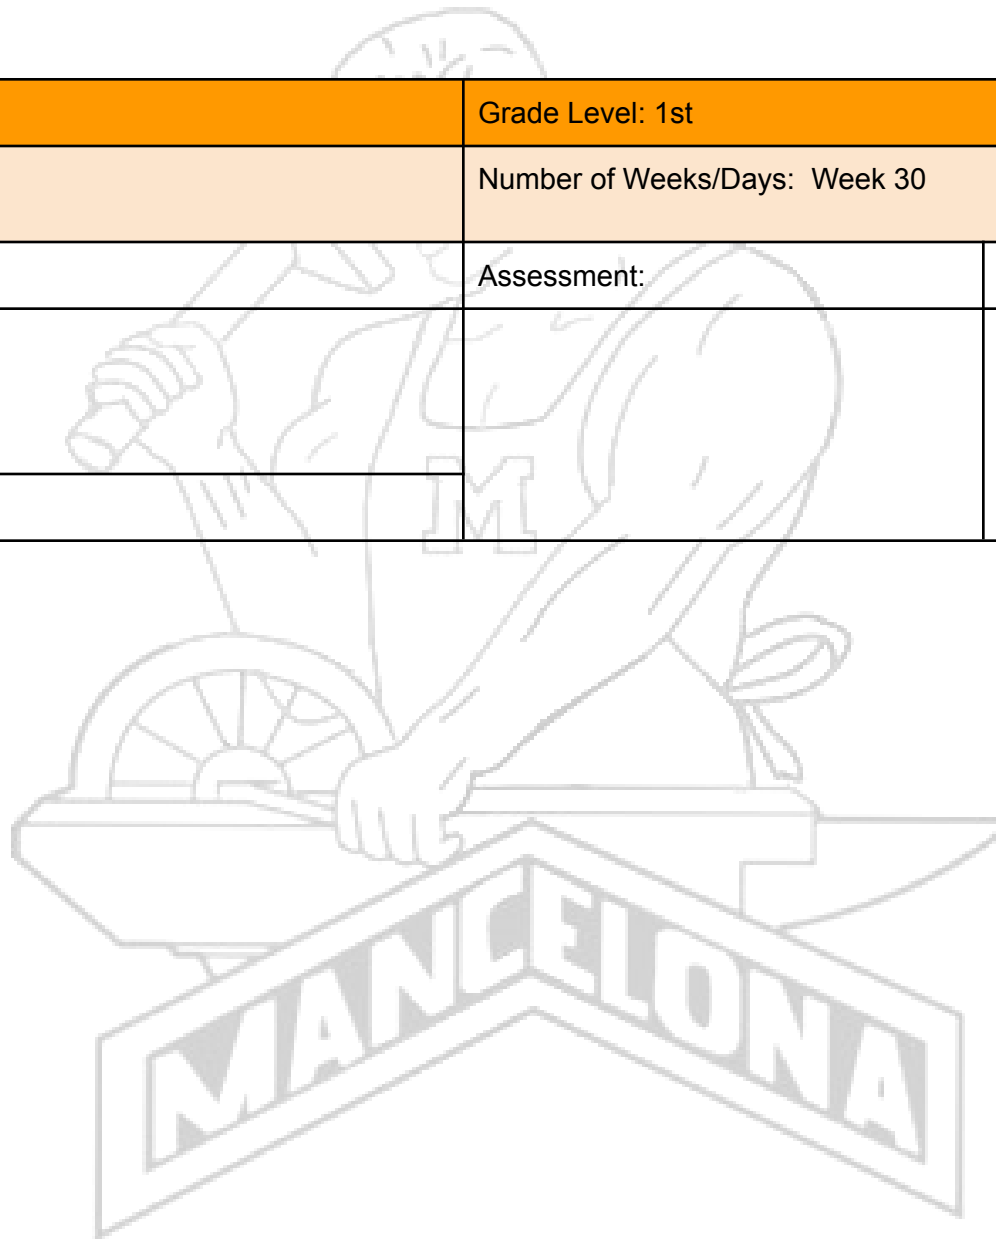 Grade Level: 1st
Number of Weeks/Days: Week 30
Assessment:
M
MANCELONA